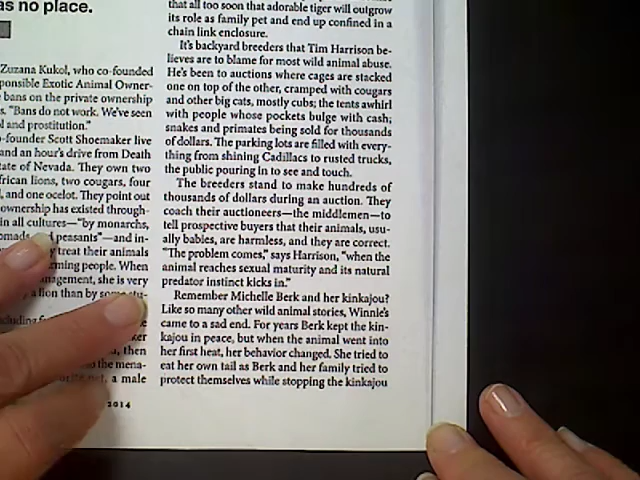 as no place.
Zuzana Kukol, who co-founded
ponsible Exotic Animal Owner-
bans on the private ownership
s. "Bans do not work. We've seen
l and prostitution."
o-founder Scott Shoemaker live
and an hour's drive from Death
tate of Nevada. They own two
frican lions, two cougars, four
l, and one ocelot. They point out
ownership has existed through-
in all cultures—"by monarchs,
omads and peasants"—and in-
y treat their animals
rming people. When
nagement, she is very
y a lion than by some stu-
cluding
then
to the mena-
a male
2014
that all too soon that adorable tiger will outgrow
its role as family pet and end up confined in a
chain link enclosure.
It's backyard breeders that Tim Harrison be-
lieves are to blame for most wild animal abuse.
He's been to auctions where cages are stacked
one on top of the other, cramped with cougars
and other big cats, mostly cubs; the tents awhirl
with people whose pockets bulge with cash;
snakes and primates being sold for thousands
of dollars. The parking lots are filled with every-
thing from shining Cadillacs to rusted trucks,
the public pouring in to see and touch.
The breeders stand to make hundreds of
thousands of dollars during an auction. They
coach their auctioneers—the middlemen—to
tell prospective buyers that their animals, usu-
ally babies, are harmless, and they are correct.
"The problem comes," says Harrison, "when the
animal reaches sexual maturity and its natural
predator instinct kicks in."
Remember Michelle Berk and her kinkajou?
Like so many other wild animal stories, Winnie's
came to a sad end. For years Berk kept the kin-
kajou in peace, but when the animal went into
her first heat, her behavior changed. She tried to
eat her own tail as Berk and her family tried to
protect themselves while stopping the kinkajou